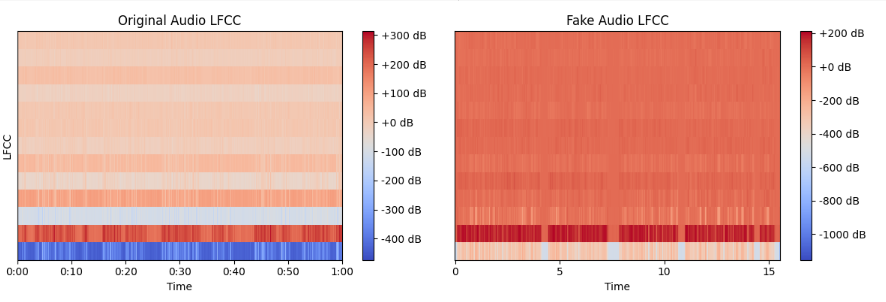 Original Audio LFCC
LFCC
+300 dB
+200 dB
+100 dB
+0 dB
-100 dB
-200 dB
-300 dB
-400 dB
0:00 0:10 0:20 0:30 0:40 0:50 1:00
Time
Fake Audio LFCC
+200 dB
+0 dB
-200 dB
-400 dB
-600 dB
-800 dB
-1000 dB
0 5 10 15
Time